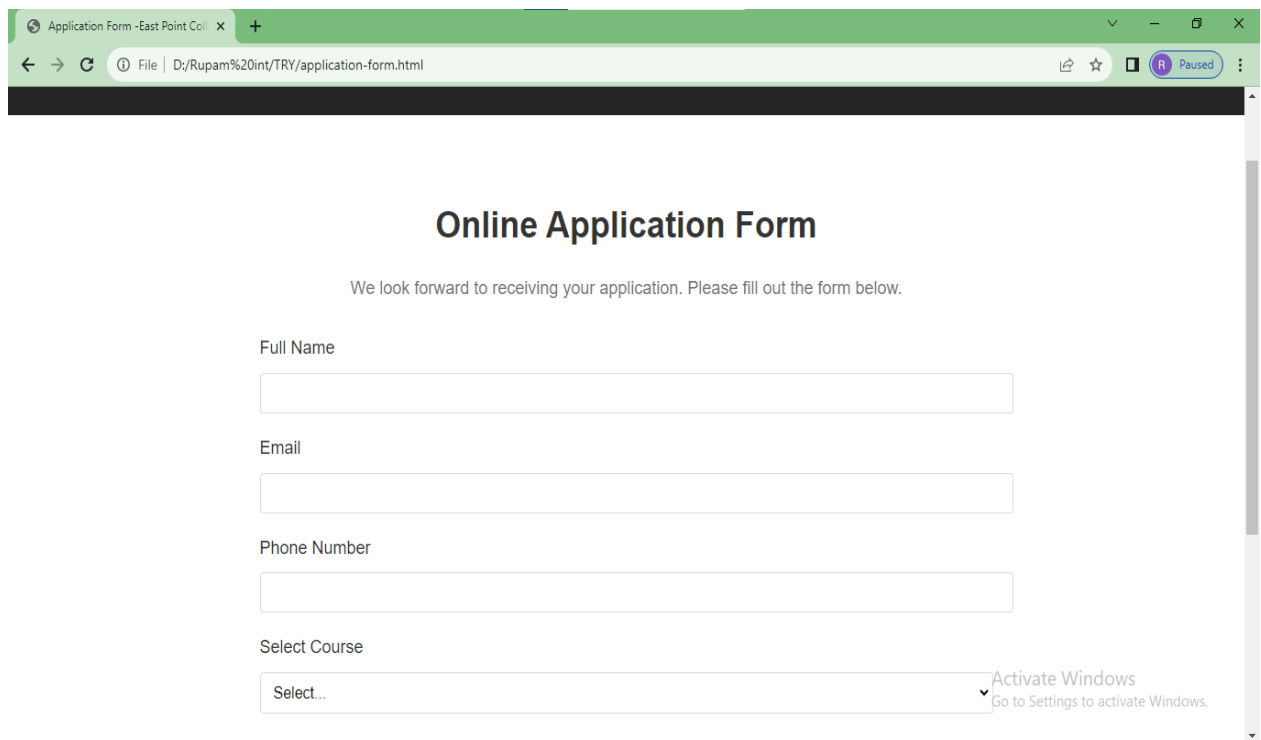 Application Form -East Point Coll
File D:/Rupam%20int/TRY/application-form.html
R Paused
Online Application Form
We look forward to receiving your application. Please fill out the form below.
Full Name
Email
Phone Number
Select Course
Select...
Activate Windows
Go to Settings to activate Windows.